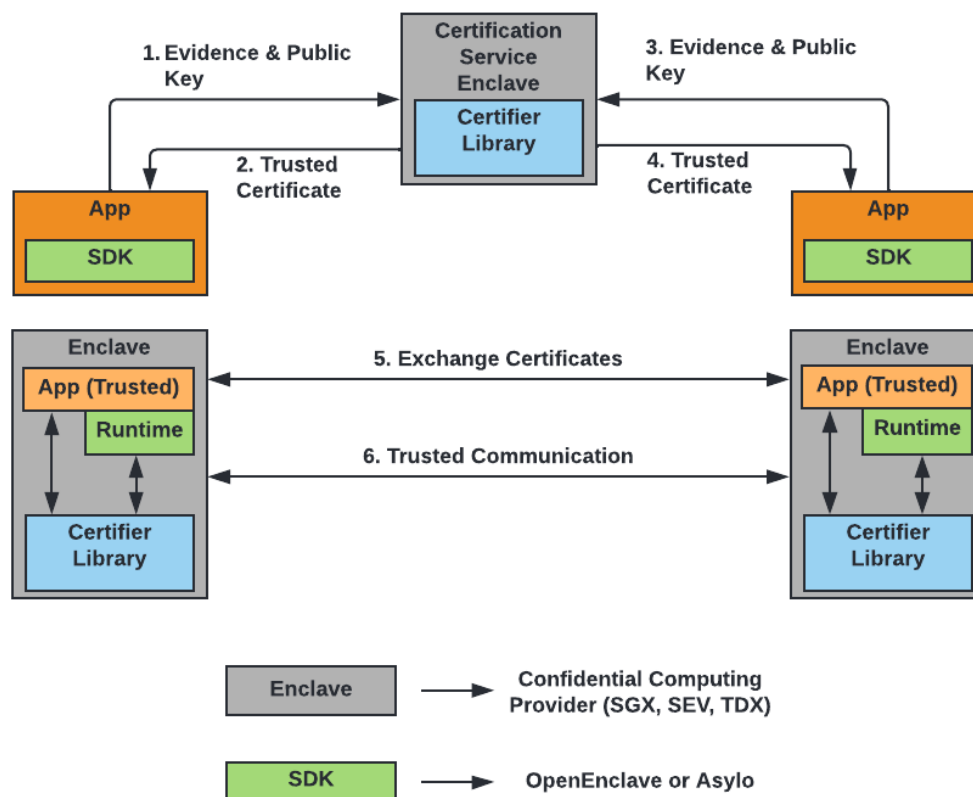 1. Evidence & Public
Key
Certification
Service
Enclave
Certifier
Library
3. Evidence & Public
Key
2. Trusted
Certificate
4. Trusted
Certificate
App
SDK
App
SDK
Enclave
App (Trusted)
Runtime
Certifier
Library
5. Exchange Certificates
6. Trusted Communication
Enclave
App (Trusted)
Runtime
Certifier
Library
Enclave
Confidential Computing
Provider (SGX, SEV, TDX)
SDK
OpenEnclave or Asylo